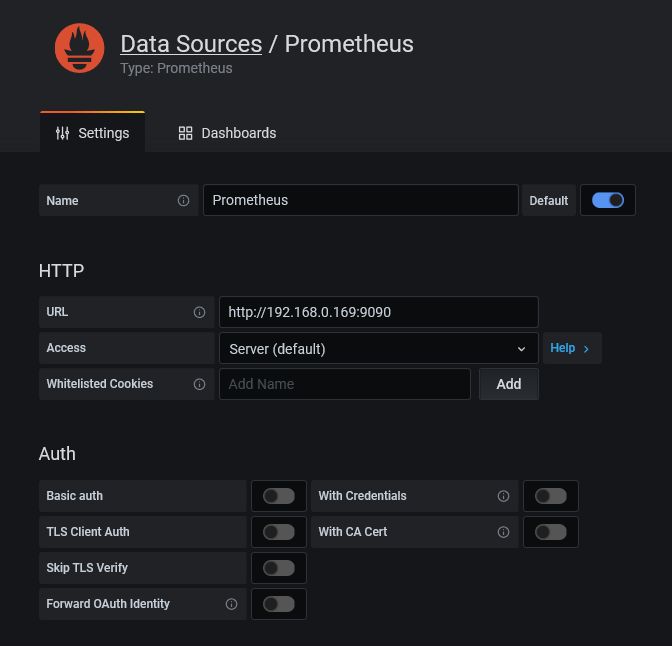 Data Sources / Prometheus
Type: Prometheus
Settings Dashboards
Name Prometheus Default
HTTP
URL http://192.168.0.169:9090
Access Server (default) Help
Whitelisted Cookies Add Name Add
Auth
Basic auth With Credentials
TLS Client Auth With CA Cert
Skip TLS Verify
Forward OAuth Identity